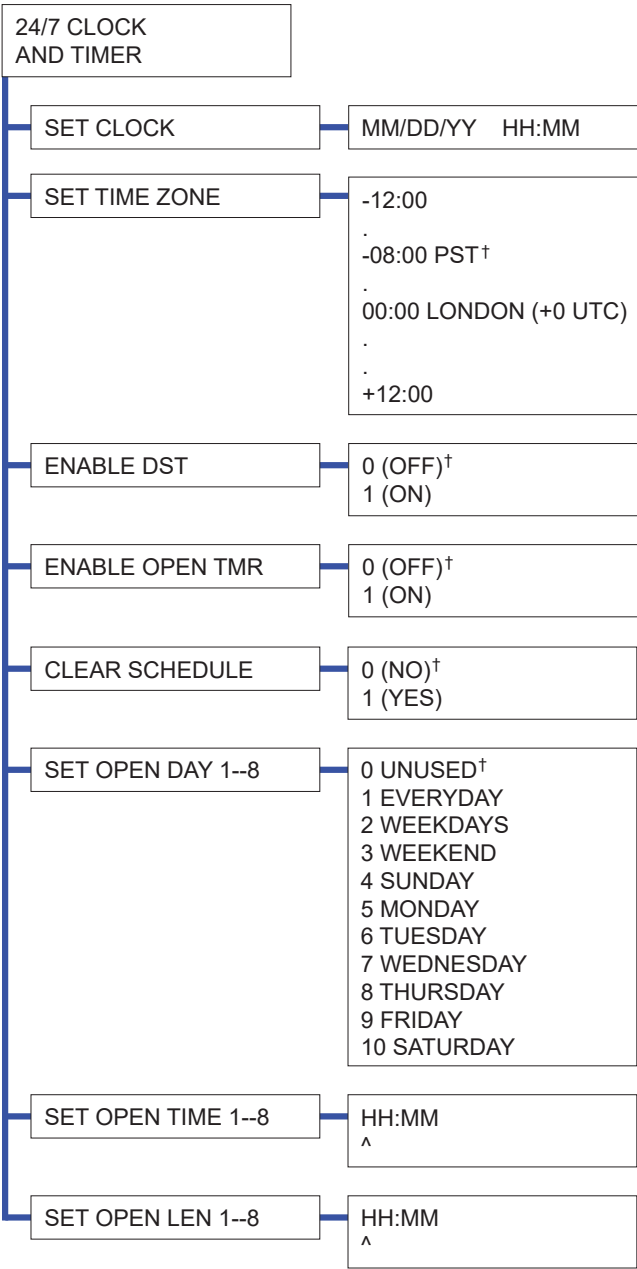 24/7 CLOCK
AND TIMER
SET CLOCK
MM/DD/YY HH:MM
SET TIME ZONE
-12:00
.
-08:00 PST†
.
00:00 LONDON (+0 UTC)
.
.
+12:00
ENABLE DST
0 (OFF)†
1 (ON)
ENABLE OPEN TMR
0 (OFF)†
1 (ON)
CLEAR SCHEDULE
0 (NO)†
1 (YES)
SET OPEN DAY 1--8
0 UNUSED†
1 EVERYDAY
2 WEEKDAYS
3 WEEKEND
4 SUNDAY
5 MONDAY
6 TUESDAY
7 WEDNESDAY
8 THURSDAY
9 FRIDAY
10 SATURDAY
SET OPEN TIME 1--8
HH:MM
^
SET OPEN LEN 1--8
HH:MM
^